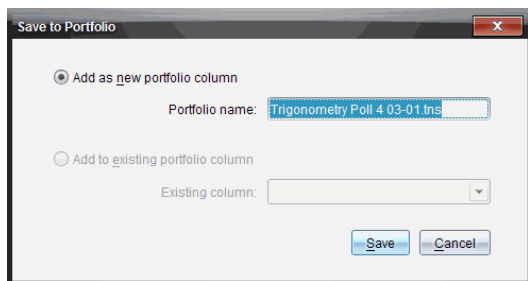 Save to Portfolio
Add as new portfolio column
Portfolio name: Trigonometry Poll 4 03-01.tns
Add to existing portfolio column
Existing column:
Save Cancel